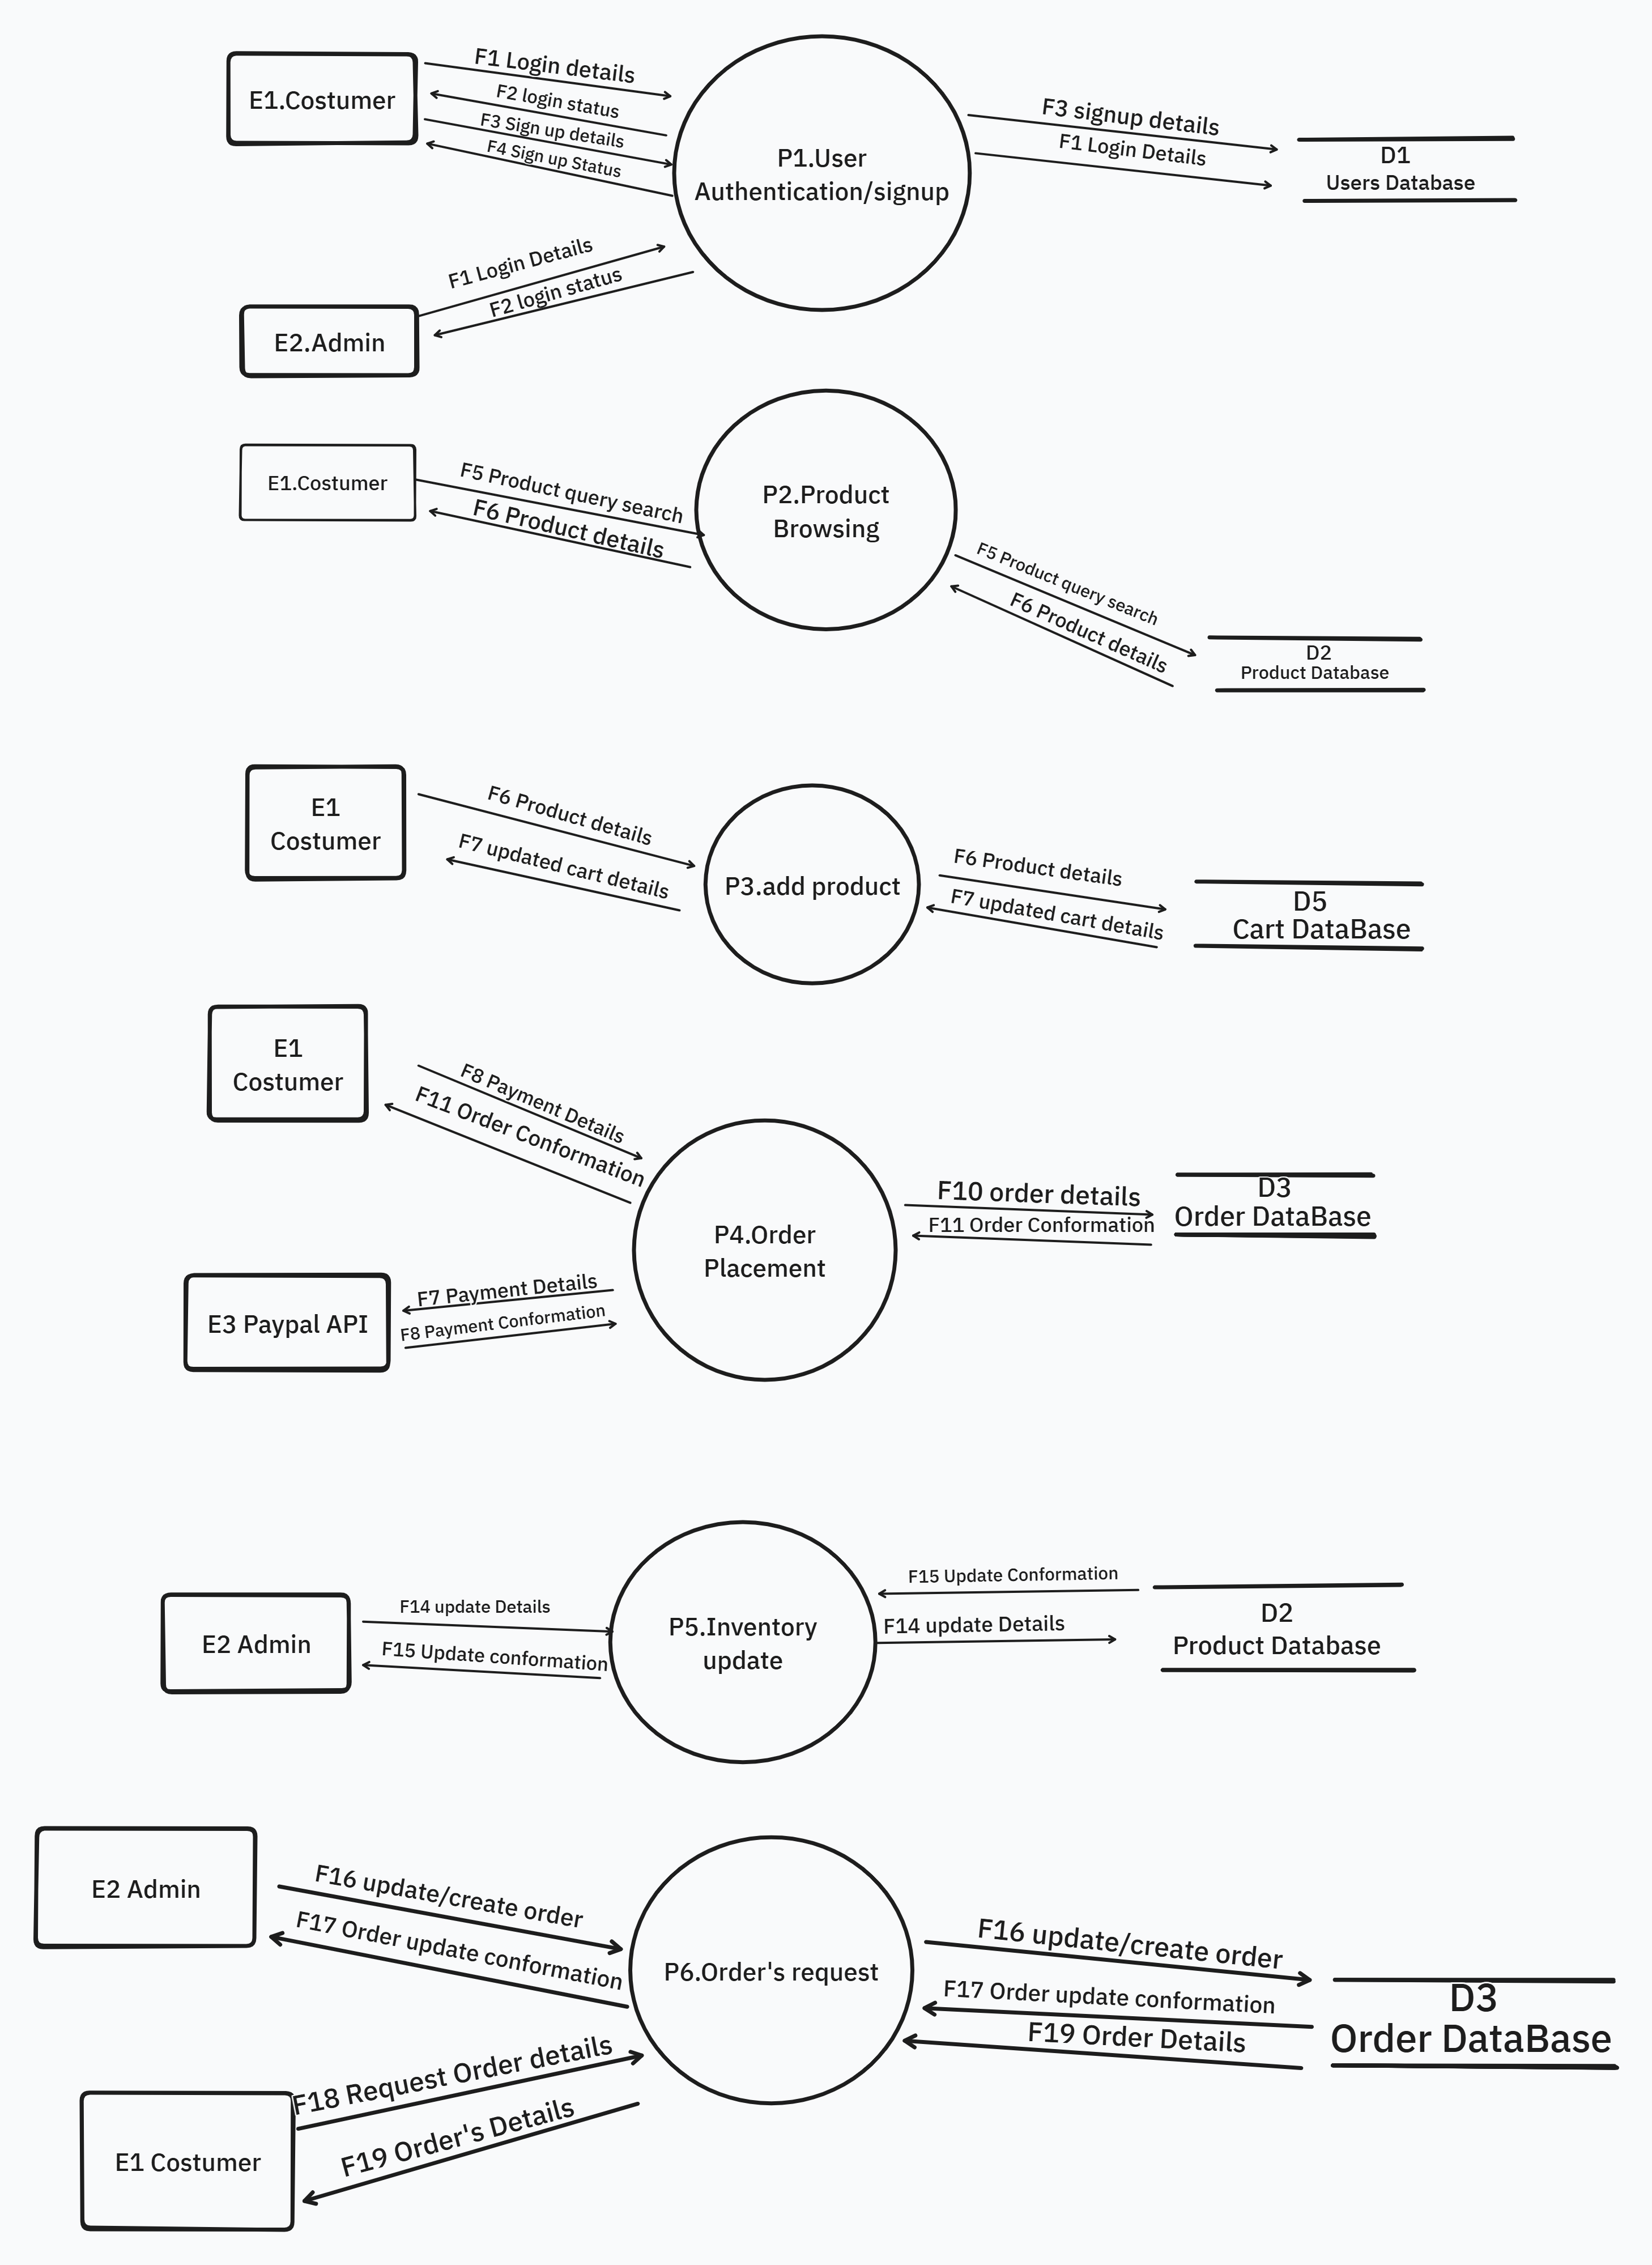 F1 Login details
E1.Costumer
F2 login status
F3 Sign up details
F4 Sign up Status
P1.User
Authentication/signup
F3 signup details
F1 Login Details
D1
Users Database
F1 Login Details
F2 login status
E2.Admin
E1.Costumer
F5 Product query search
F6 Product details
P2.Product
Browsing
F5 Product query search
F6 Product details
D2
Product Database
E1
Costumer
F6 Product details
F7 updated cart details
P3.add product
F6 Product details
F7 updated cart details
D5
Cart DataBase
E1
Costumer
F8 Payment Details
F11 Order Conformation
P4.Order
Placement
F10 order details
F11 Order Conformation
D3
Order DataBase
E3 Paypal API
F7 Payment Details
F8 Payment Conformation
E2 Admin
F14 update Details
F15 Update conformation
P5.Inventory
update
F15 Update Conformation
F14 update Details
D2
Product Database
E2 Admin
F16 update/create order
F17 Order update conformation
P6.Order's request
F16 update/create order
F17 Order update conformation
F19 Order Details
D3
Order DataBase
F18 Request Order details
F19 Order's Details
E1 Costumer